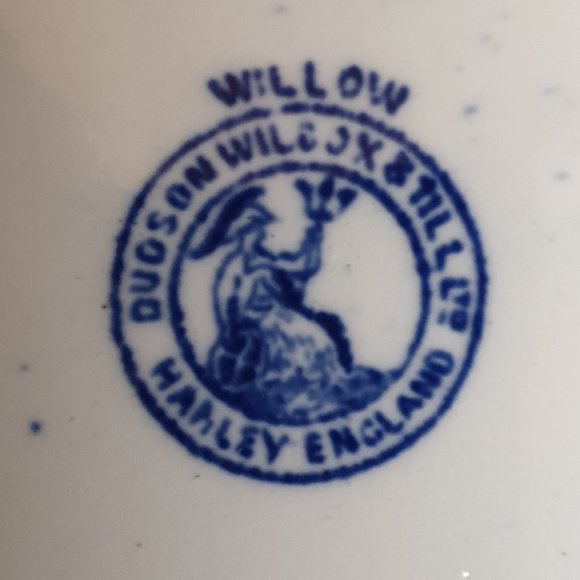 WILLOW
DUDSON WILCOX & TILL LTD
HANLEY ENGLAND